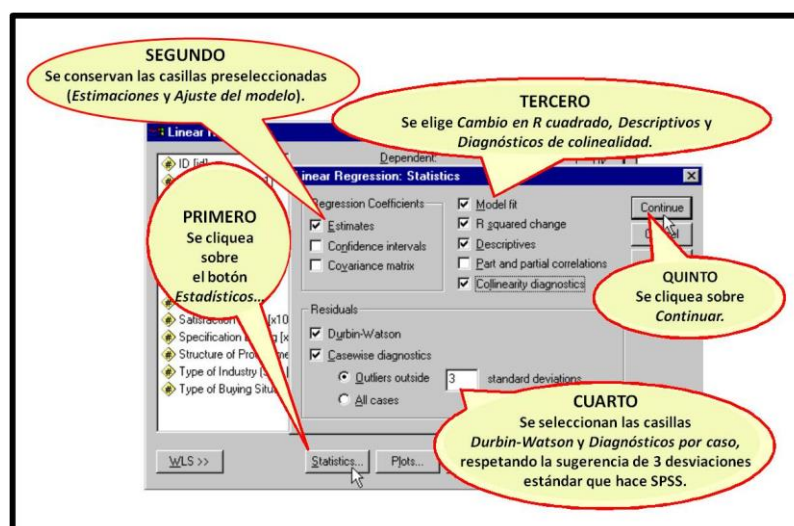 SEGUNDO
Se conservan las casillas preseleccionadas
(Estimaciones y Ajuste del modelo).
TERCERO
Se elige Cambio en R cuadrado, Descriptivos y
Diagnósticos de colinealidad.
Linear
ID [id]
Dependent:
Linear Regression: Statistics
PRIMERO
Se cliquea
sobre
el botón
Estadísticos...
Regression Coefficients
Estimates
Confidence intervals
Covariance matrix
Model fit
R squared change
Descriptives
Part and partial correlations
Collinearity diagnostics
Continue
QUINTO
Se cliquea sobre
Continuar.
Residuals
Durbin-Watson
Casewise diagnostics
Outliers outside 3 standard deviations
All cases
Satisfaction [x10
Specification Buying [x
Structure of Procureme
Type of Industry
Type of Buying Situ
CUARTO
Se seleccionan las casillas
Durbin-Watson y Diagnósticos por caso,
respetando la sugerencia de 3 desviaciones
estándar que hace SPSS.
WLS >>
Statistics...
Plots...